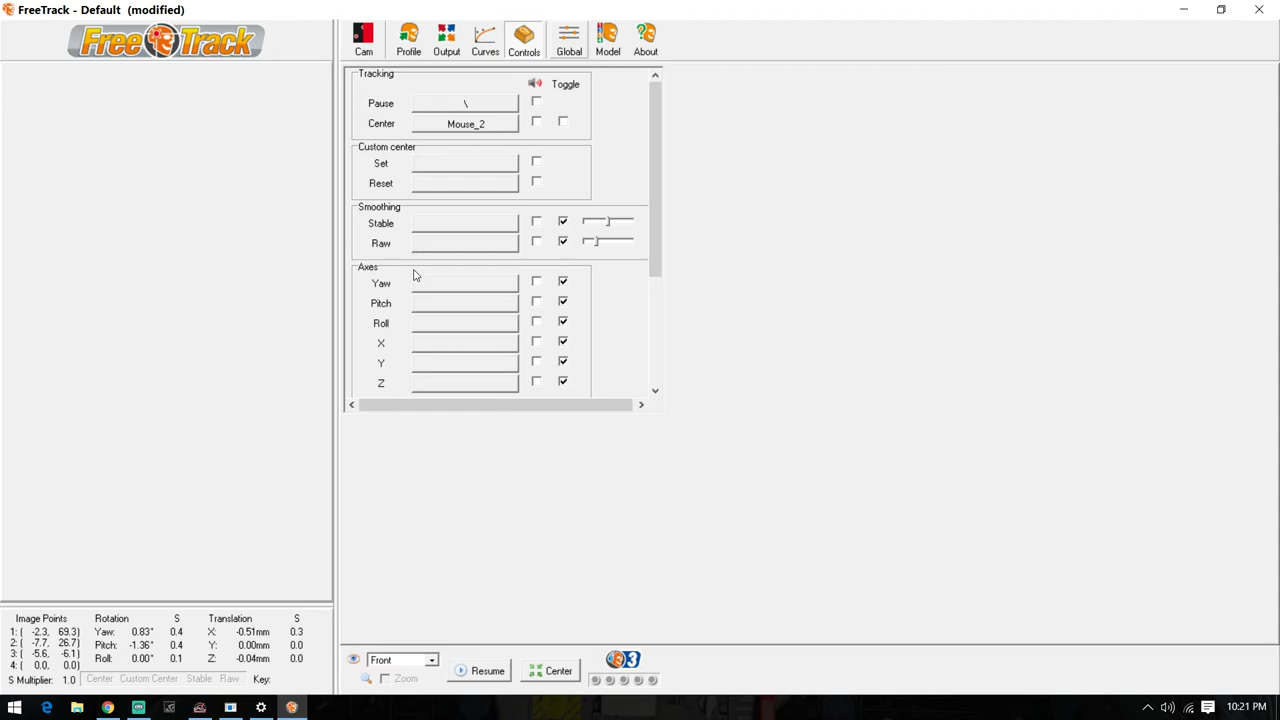 FreeTrack - Default (modified)
FreeTrack
Cam
Profile
Output
Curves
Controls
Global
Model
About
Tracking
Toggle
Pause
\
Center
Mouse_2
Custom center
Set
Reset
Smoothing
Stable
Raw
Axes
Yaw
Pitch
Roll
X
Y
Z
Image Points
Rotation
S
Translation
S
1: ( -2.3, 69.3)
Yaw: 0.83° 0.4
X: -0.51mm 0.3
2: ( -7.7, 26.7)
Pitch: -1.36° 0.4
Y: 0.00mm 0.0
3: ( -5.6, -6.1)
Roll: 0.00° 0.1
Z: -0.04mm 0.0
4: ( 0.0, 0.0)
S Multiplier: 1.0
Center
Custom Center
Stable
Raw
Key:
Front
Resume
Center
3
Zoom
10:21 PM